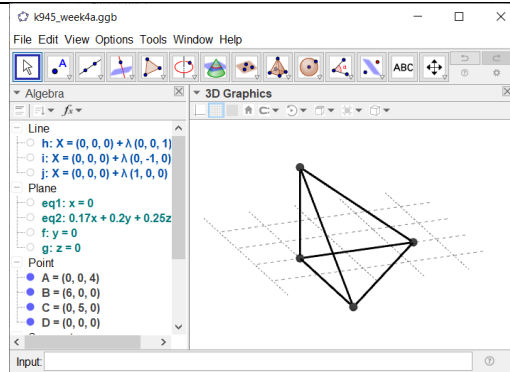 k945_week4a.ggb
File Edit View Options Tools Window Help
ABC
Algebra
3D Graphics
Line
h: X = (0, 0, 0) + λ (0, 0, 1)
i: X = (0, 0, 0) + λ (0, -1, 0)
j: X = (0, 0, 0) + λ (1, 0, 0)
Plane
eq1: x = 0
eq2: 0.17x + 0.2y + 0.25z
f: y = 0
g: z = 0
Point
A = (0, 0, 4)
B = (6, 0, 0)
C = (0, 5, 0)
D = (0, 0, 0)
Input: